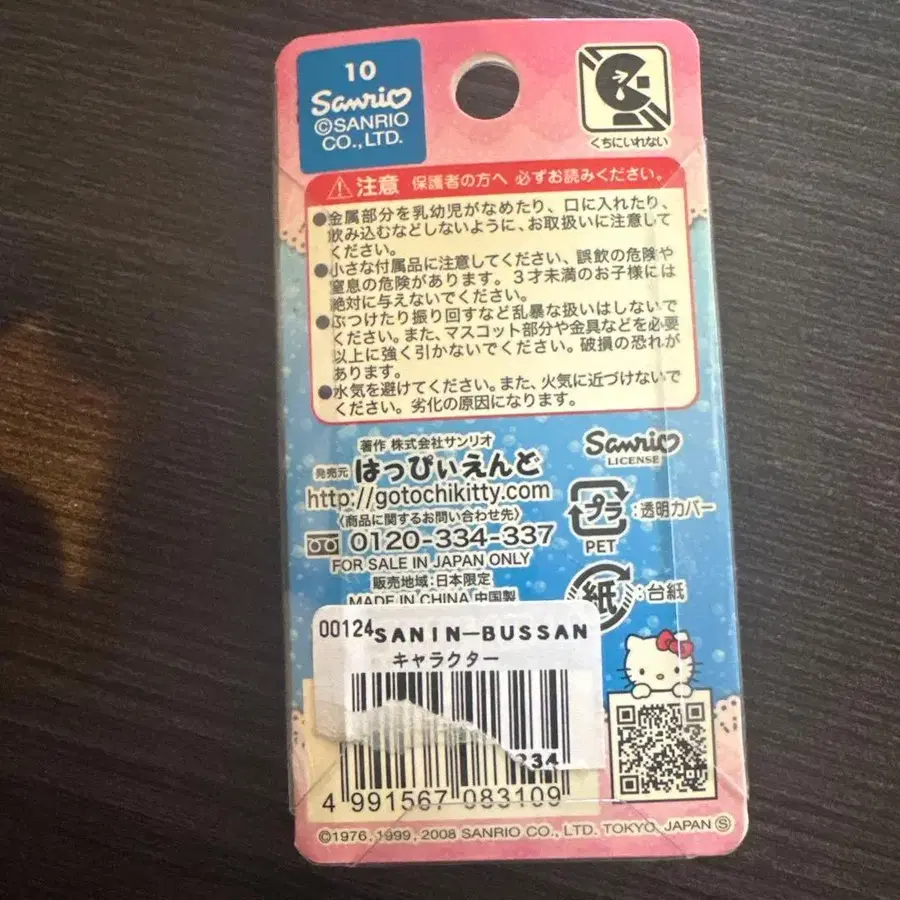 10
Sanrio
©SANRIO
CO.,LTD.
くちにいれない
注意 保護者の方へ 必ずお読みください。
●金属部分を乳幼児がなめたり、口に入れたり、
飲み込むなどしないように、お取扱いに注意して
ください。
●小さな付属品に注意してください、誤飲の危険や
窒息の危険があります。３才未満のお子様には
絶対に与えないでください。
●ぶつけたり振り回すなど乱暴な扱いはしないで
ください。また、マスコット部分や金具などを必要
以上に強く引かないでください。破損の恐れが
あります。
●水気を避けてください。また、火気に近づけないで
ください。劣化の原因になります。
著作 株式会社サンリオ
発売元 はっぴぃえんど
http://gotochikitty.com
〈商品に関するお問い合わせ先〉
0120-334-337
FOR SALE IN JAPAN ONLY
販売地域:日本限定
MADE IN CHINA 中国製
Sanrio
LICENSE
プラ:透明カバー
PET
紙:台紙
00124 SANIN-BUSSAN
キャラクター
234
4 991567 083109
©1976, 1999, 2008 SANRIO CO., LTD. TOKYO, JAPAN Ⓢ